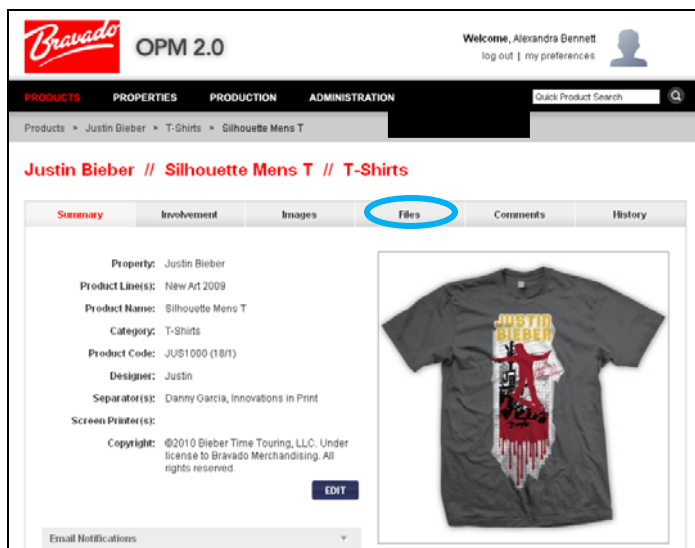 Bravado
OPM 2.0
Welcome, Alexandra Bennett
log out | my preferences
PRODUCTS PROPERTIES PRODUCTION ADMINISTRATION Quick Product Search
Products » Justin Bieber » T-Shirts » Silhouette Mens T
Justin Bieber // Silhouette Mens T // T-Shirts
Summary Involvement Images Files Comments History
Property: Justin Bieber
Product Line(s): New Art 2009
Product Name: Silhouette Mens T
Category: T-Shirts
Product Code: JUS1000 (18/1)
Designer: Justin
Separator(s): Danny Garcia, Innovations in Print
Screen Printer(s):
Copyright: ©2010 Bieber Time Touring, LLC. Under
license to Bravado Merchandising. All
rights reserved.
EDIT
Email Notifications
JUSTIN
BIEBER